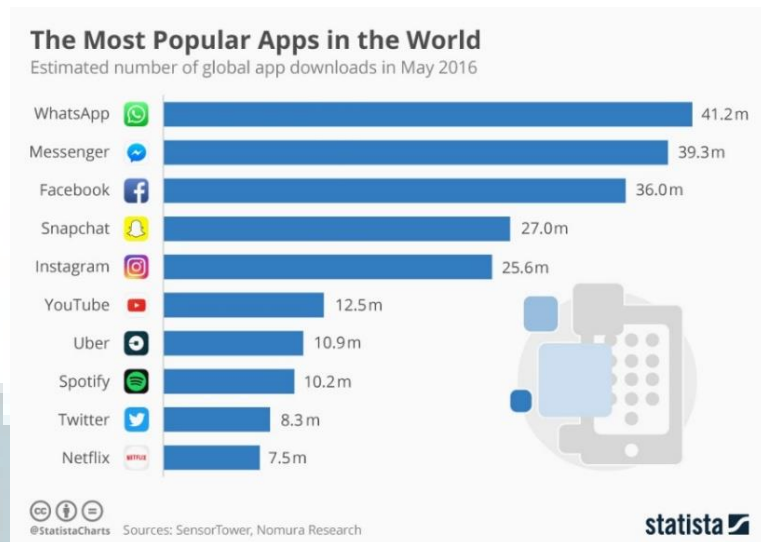 The Most Popular Apps in the World
Estimated number of global app downloads in May 2016
WhatsApp 41.2m
Messenger 39.3m
Facebook 36.0m
Snapchat 27.0m
Instagram 25.6m
YouTube 12.5m
Uber 10.9m
Spotify 10.2m
Twitter 8.3m
Netflix NETFLIX 7.5m
@StatistaCharts Sources: SensorTower, Nomura Research
statista